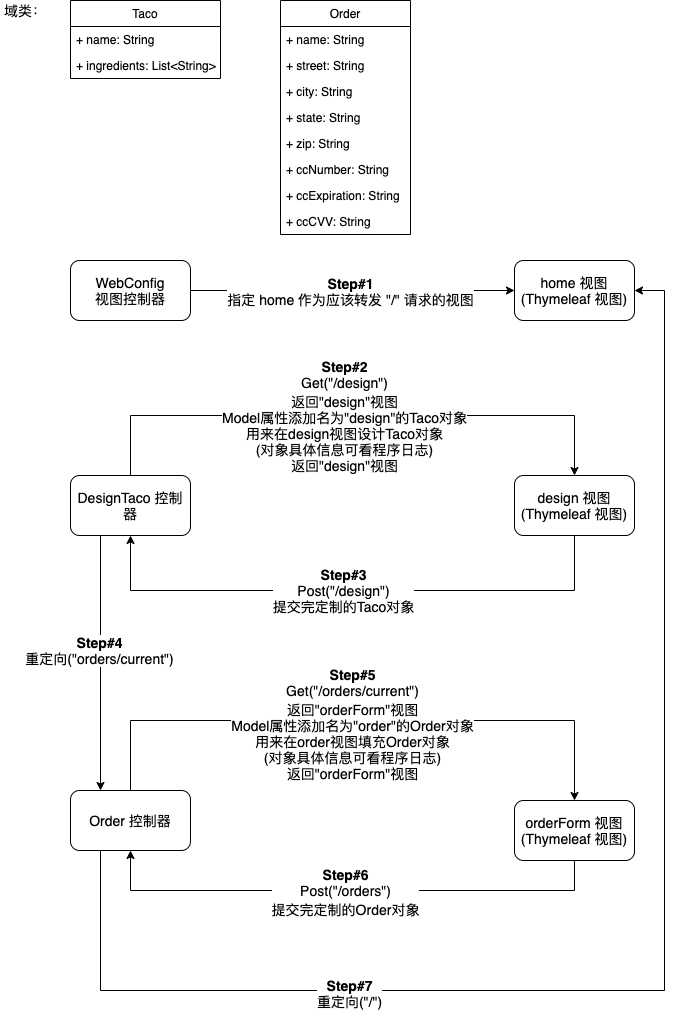 域类：
Taco
+ name: String
+ ingredients: List<String>
Order
+ name: String
+ street: String
+ city: String
+ state: String
+ zip: String
+ ccNumber: String
+ ccExpiration: String
+ ccCVV: String
WebConfig
视图控制器
Step#1
指定 home 作为应该转发 "/" 请求的视图
home 视图
(Thymeleaf 视图)
Step#2
Get("/design")
返回"design"视图
Model属性添加名为"design"的Taco对象
用来在design视图设计Taco对象
(对象具体信息可看程序日志)
返回"design"视图
DesignTaco 控制
器
design 视图
(Thymeleaf 视图)
Step#3
Post("/design")
提交完定制的Taco对象
Step#4
重定向("orders/current")
Step#5
Get("/orders/current")
返回"orderForm"视图
Model属性添加名为"order"的Order对象
用来在order视图填充Order对象
(对象具体信息可看程序日志)
返回"orderForm"视图
Order 控制器
orderForm 视图
(Thymeleaf 视图)
Step#6
Post("/orders")
提交完定制的Order对象
Step#7
重定向("/")